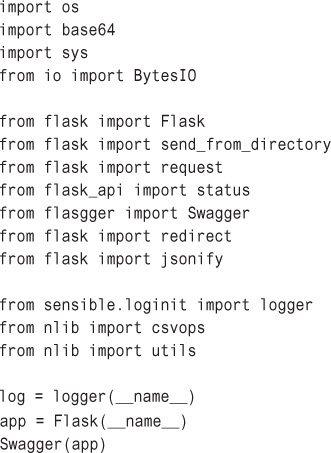 import os
import base64
import sys
from io import BytesIO

from flask import Flask
from flask import send_from_directory
from flask import request
from flask_api import status
from flasgger import Swagger
from flask import redirect
from flask import jsonify

from sensible.loginit import logger
from nlib import csvops
from nlib import utils

log = logger(__name__)
app = Flask(__name__)
Swagger(app)